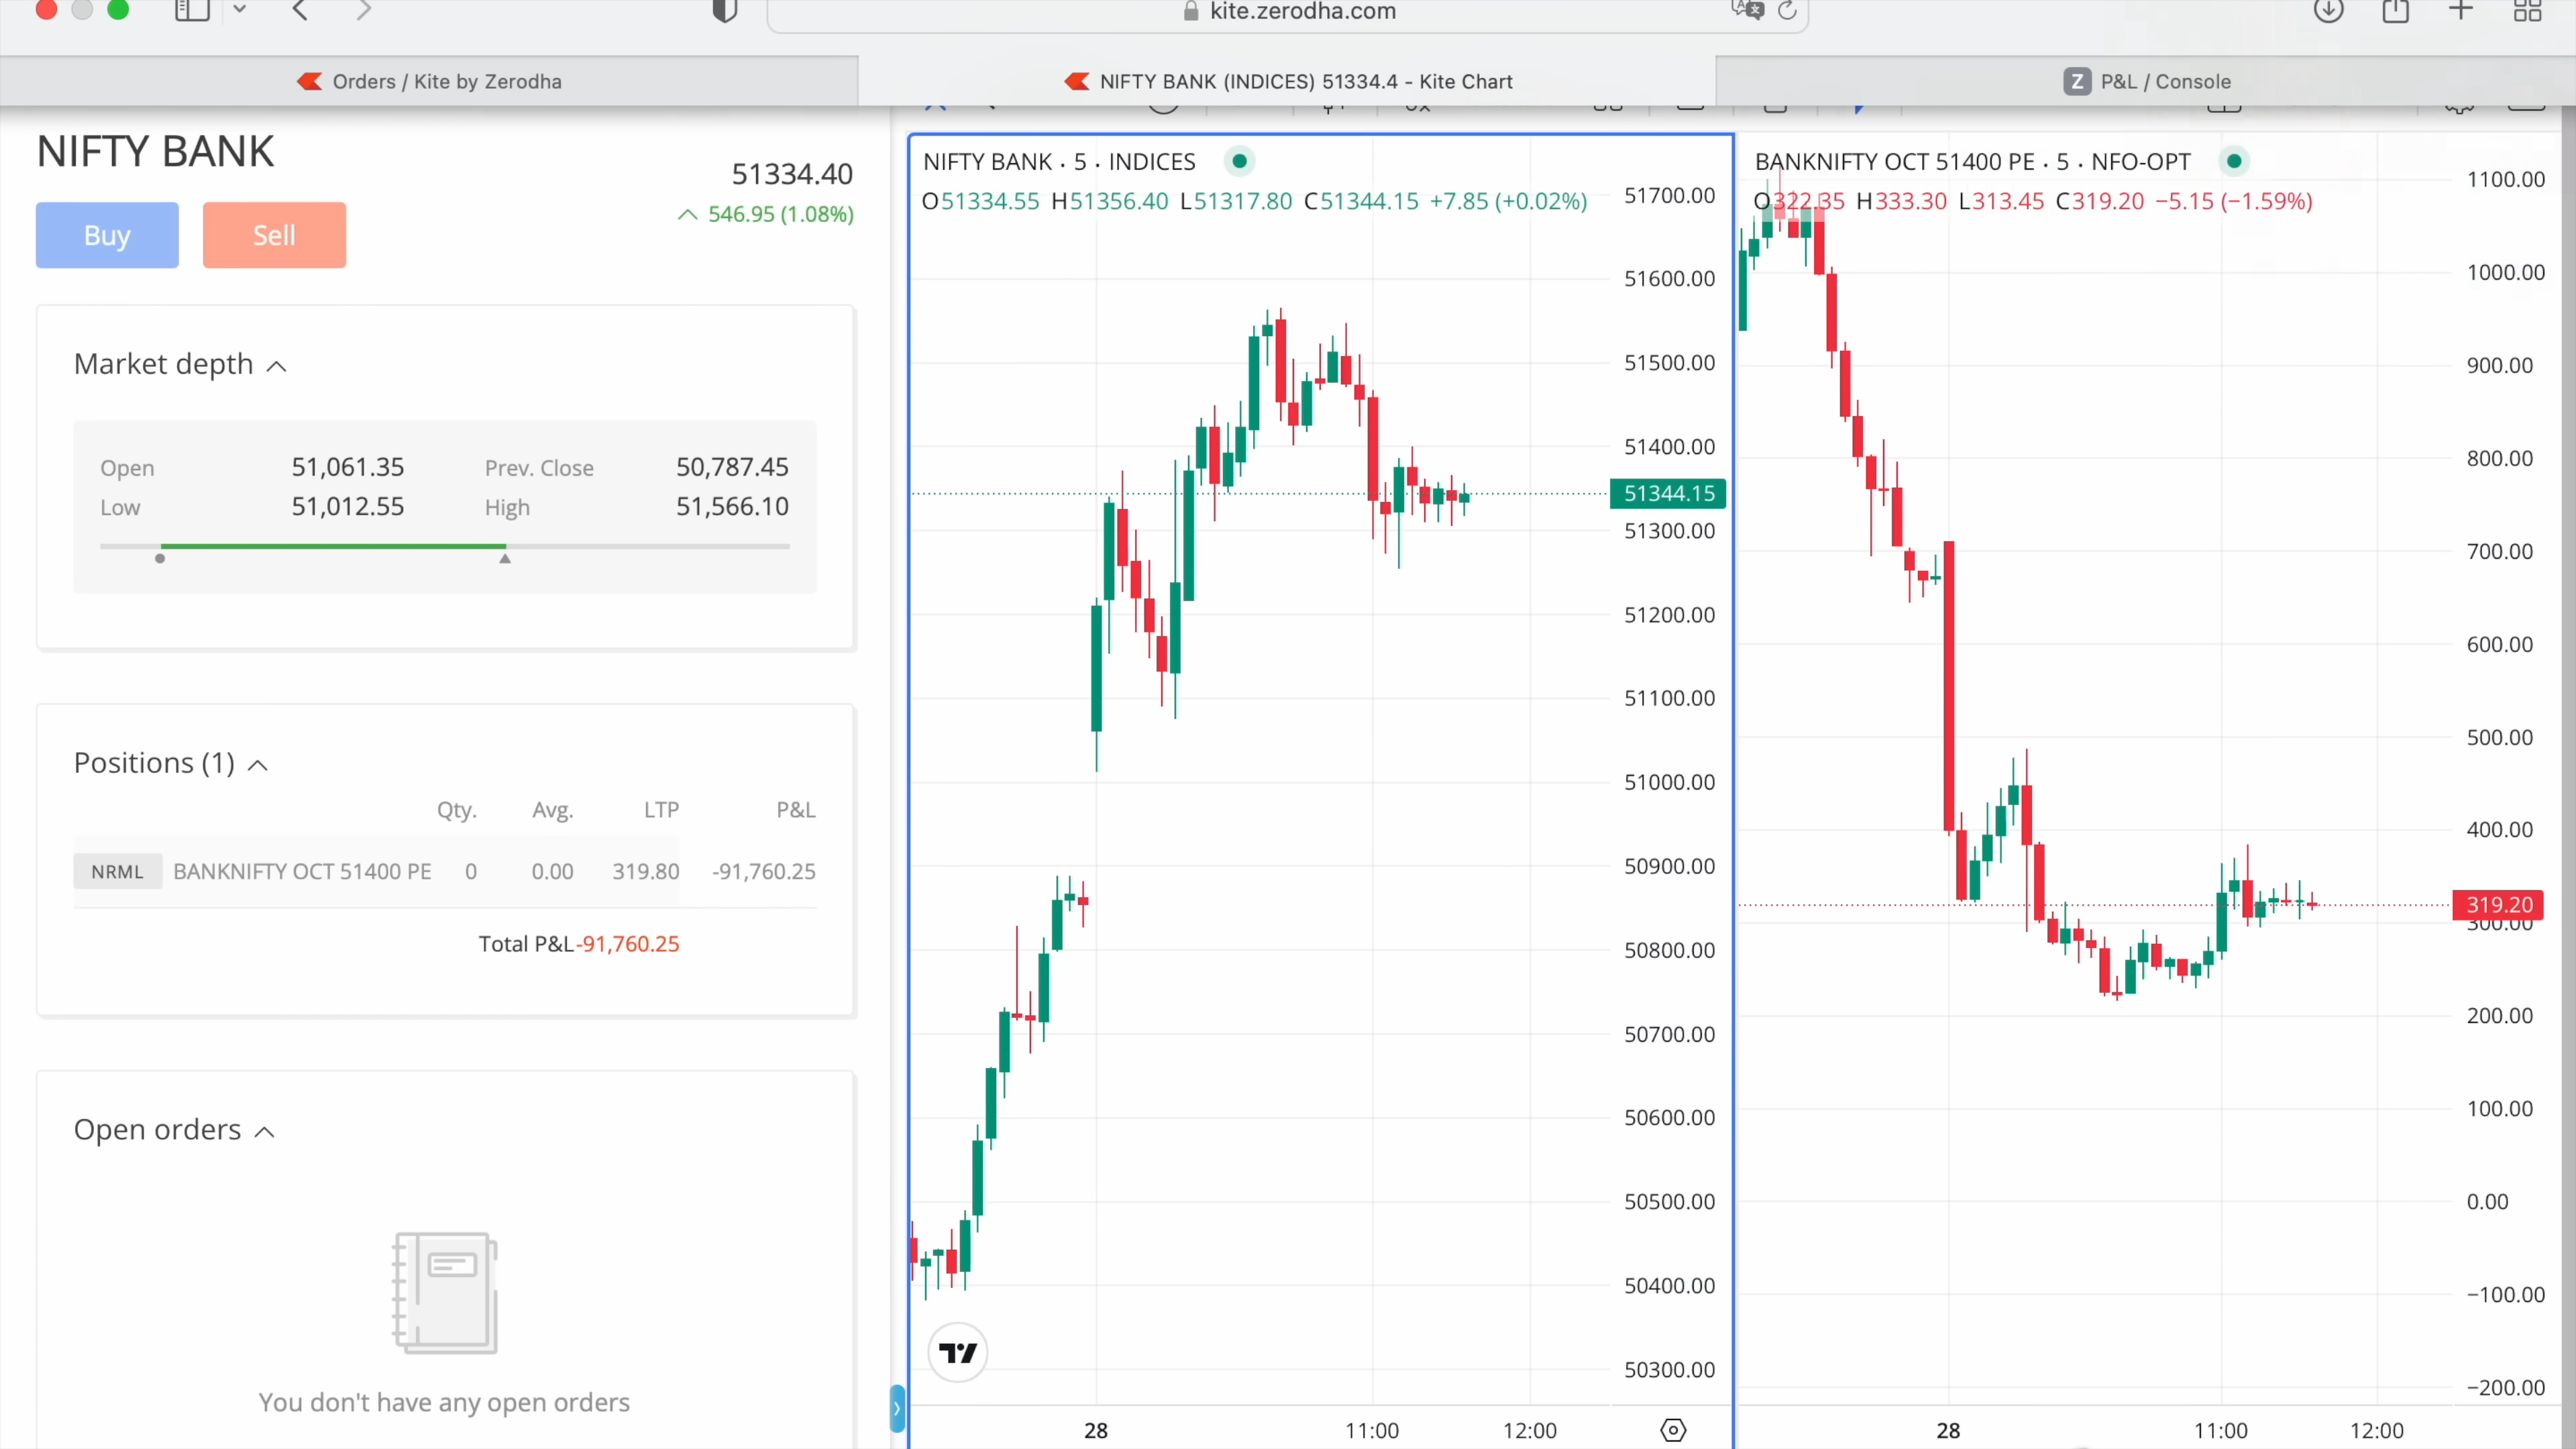 kite.zerodha.com
Orders / Kite by Zerodha
NIFTY BANK (INDICES) 51334.4 - Kite Chart
Z P&L / Console
NIFTY BANK
51334.40
546.95 (1.08%)
Buy
Sell
Market depth
Open 51,061.35 Prev. Close 50,787.45
Low 51,012.55 High 51,566.10
Positions (1)
Qty. Avg. LTP P&L
NRML BANKNIFTY OCT 51400 PE 0 0.00 319.80 -91,760.25
Total P&L-91,760.25
Open orders
You don't have any open orders
NIFTY BANK · 5 · INDICES
O51334.55 H51356.40 L51317.80 C51344.15 +7.85 (+0.02%)
51700.00
51600.00
51500.00
51400.00
51344.15
51300.00
51200.00
51100.00
51000.00
50900.00
50800.00
50700.00
50600.00
50500.00
50400.00
50300.00
28 11:00 12:00
BANKNIFTY OCT 51400 PE · 5 · NFO-OPT
O322.35 H333.30 L313.45 C319.20 −5.15 (−1.59%)
1100.00
1000.00
900.00
800.00
700.00
600.00
500.00
400.00
319.20
300.00
200.00
100.00
0.00
−100.00
−200.00
28 11:00 12:00